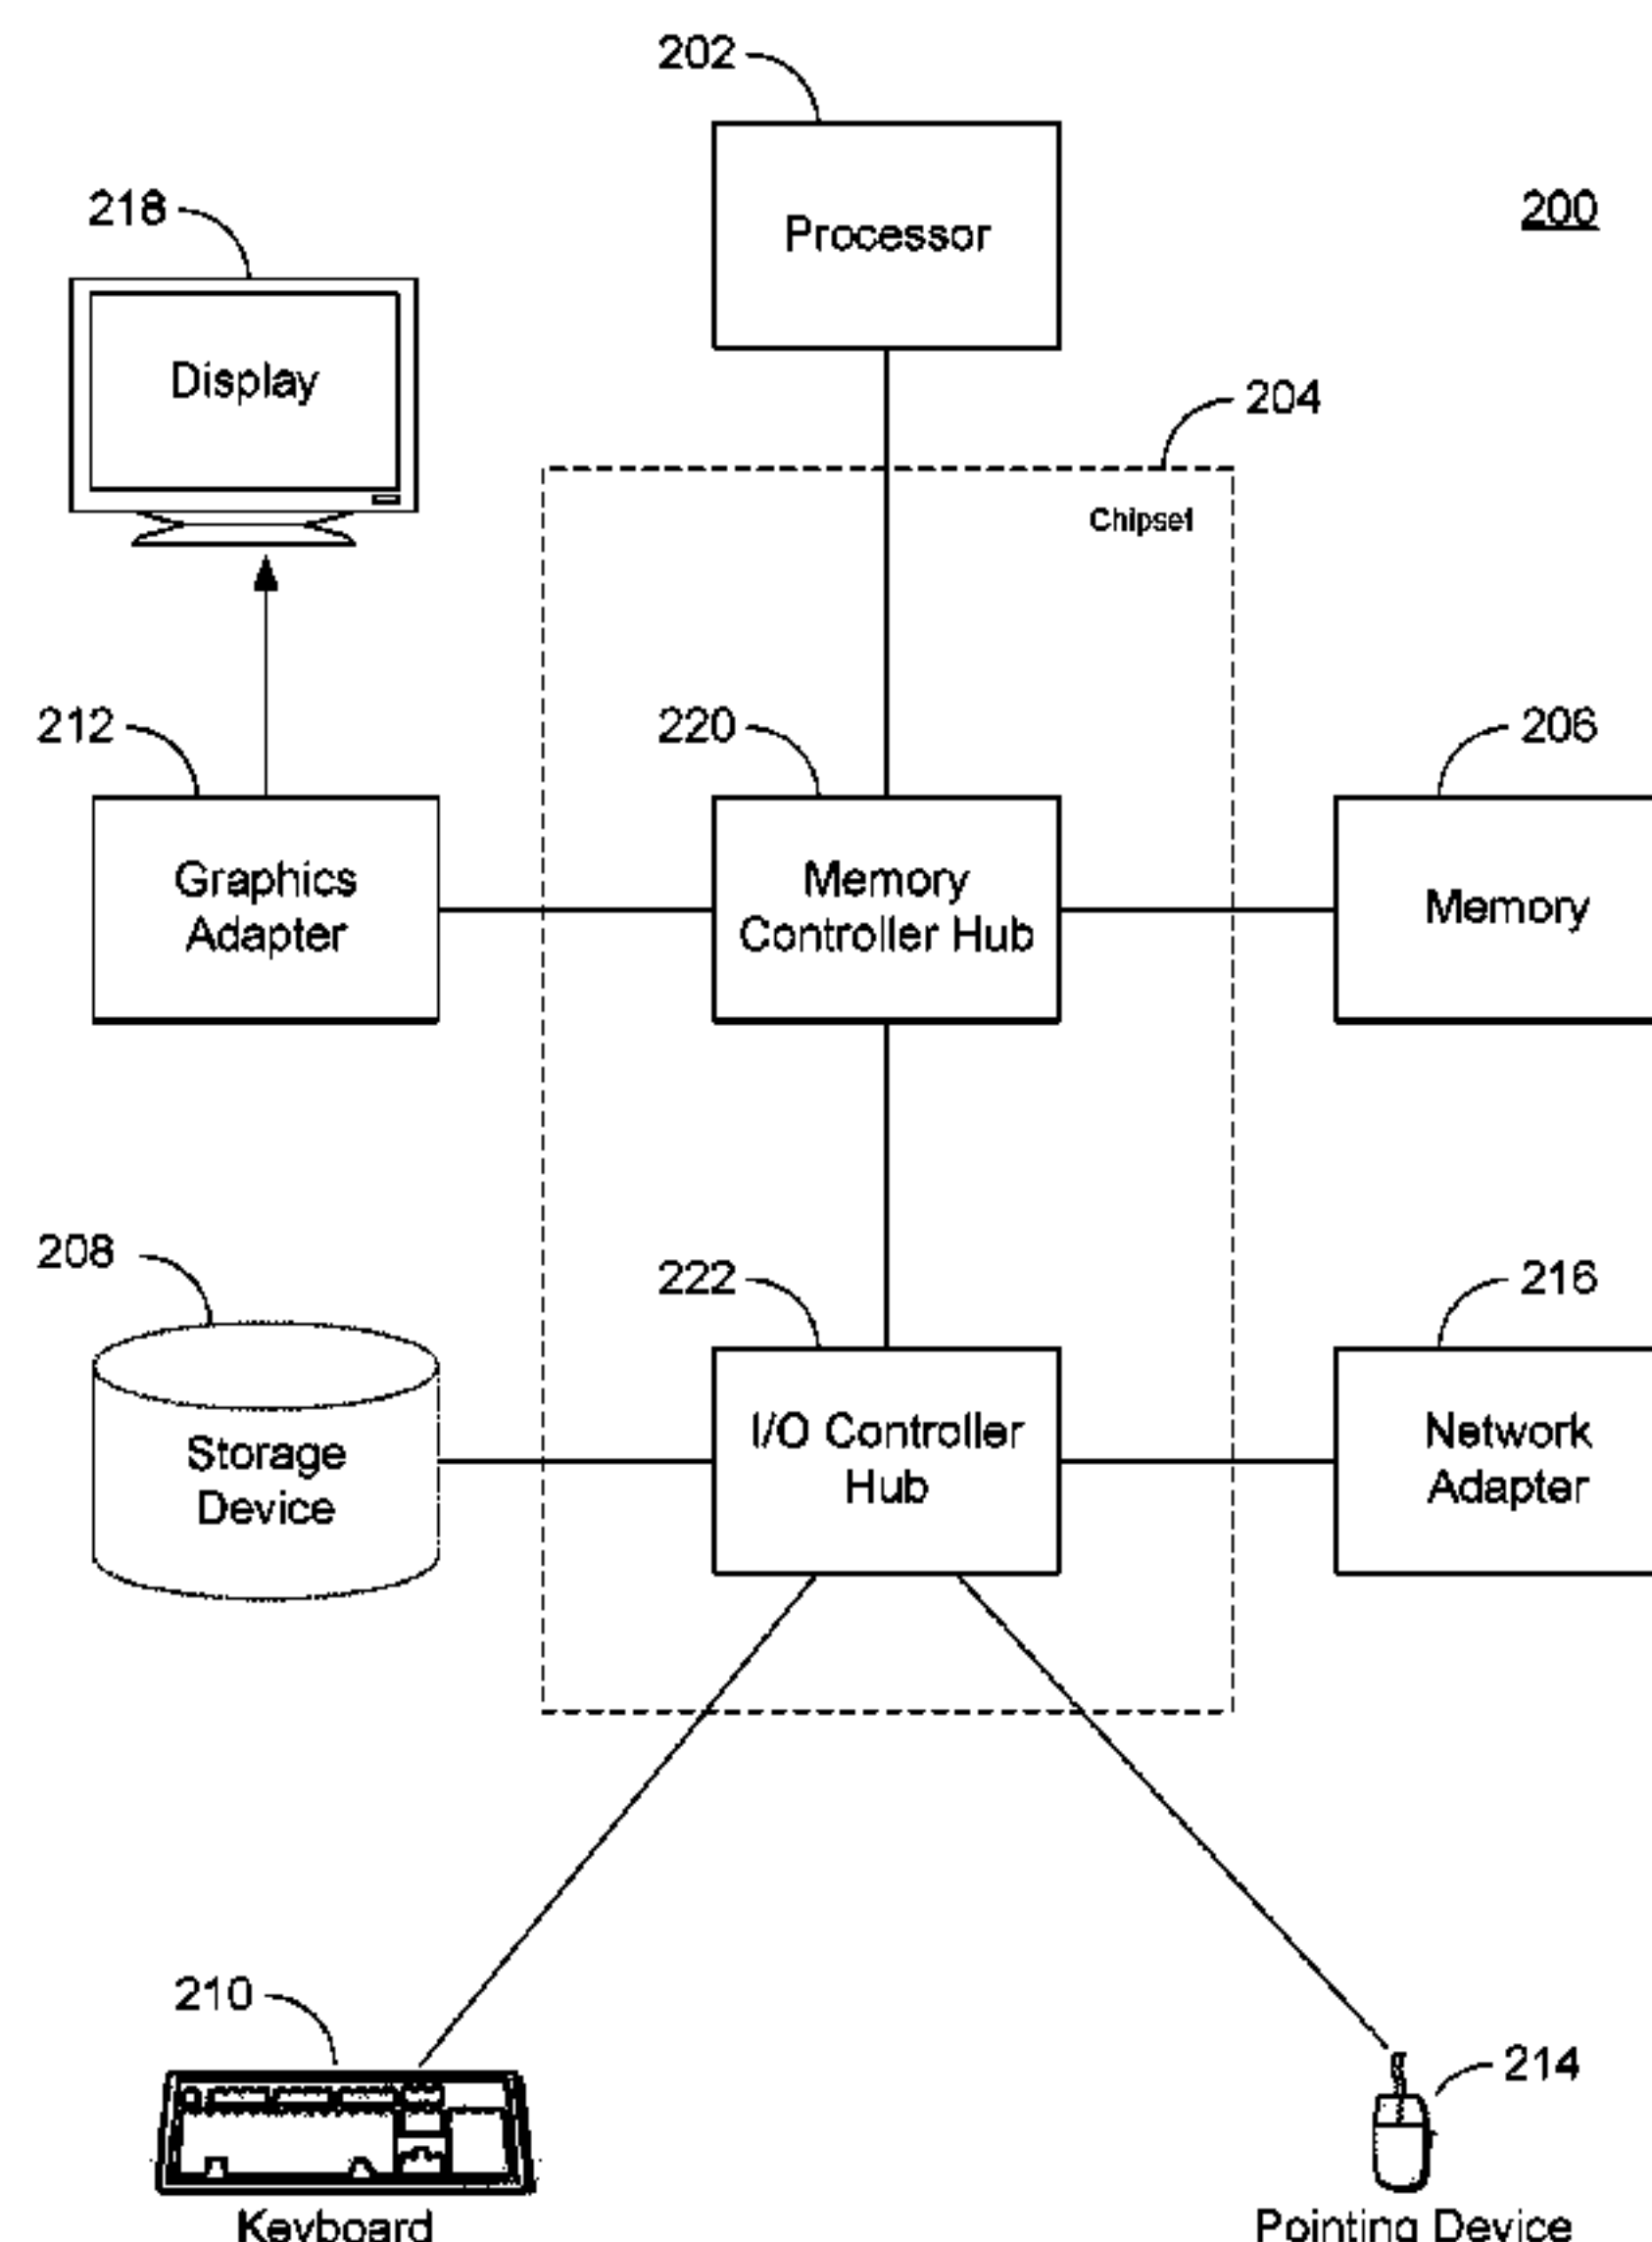 202
218
Processor
200
Display
204
Chipset
212
220
206
Graphics
Adapter
Memory
Controller Hub
Memory
208
222
216
Storage
Device
I/O Controller
Hub
Network
Adapter
210
214
Keyboard
Pointing Device